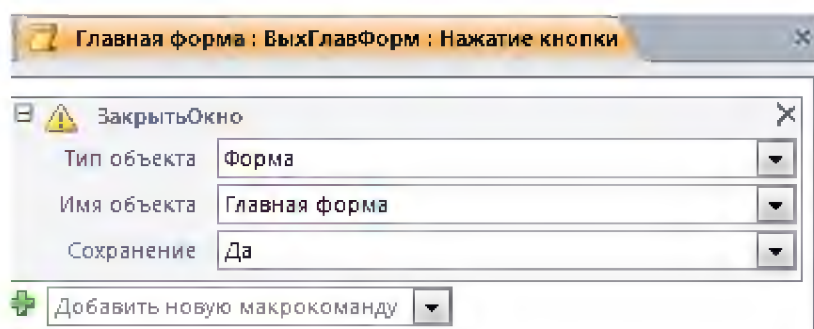 Главная форма : ВыхГлавФорм : Нажатие кнопки
ЗакрытьОкно
Тип объекта Форма
Имя объекта Главная форма
Сохранение Да
Добавить новую макрокоманду